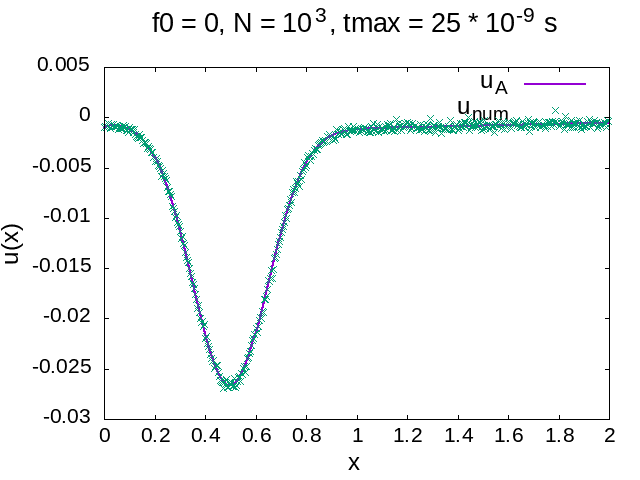 f0 = 0, N = 10³, tmax = 25 * 10⁻⁹ s
0.005
0
-0.005
-0.01
-0.015
-0.02
-0.025
-0.03
u(x)
u_A
u_num
0 0.2 0.4 0.6 0.8 1 1.2 1.4 1.6 1.8 2
x